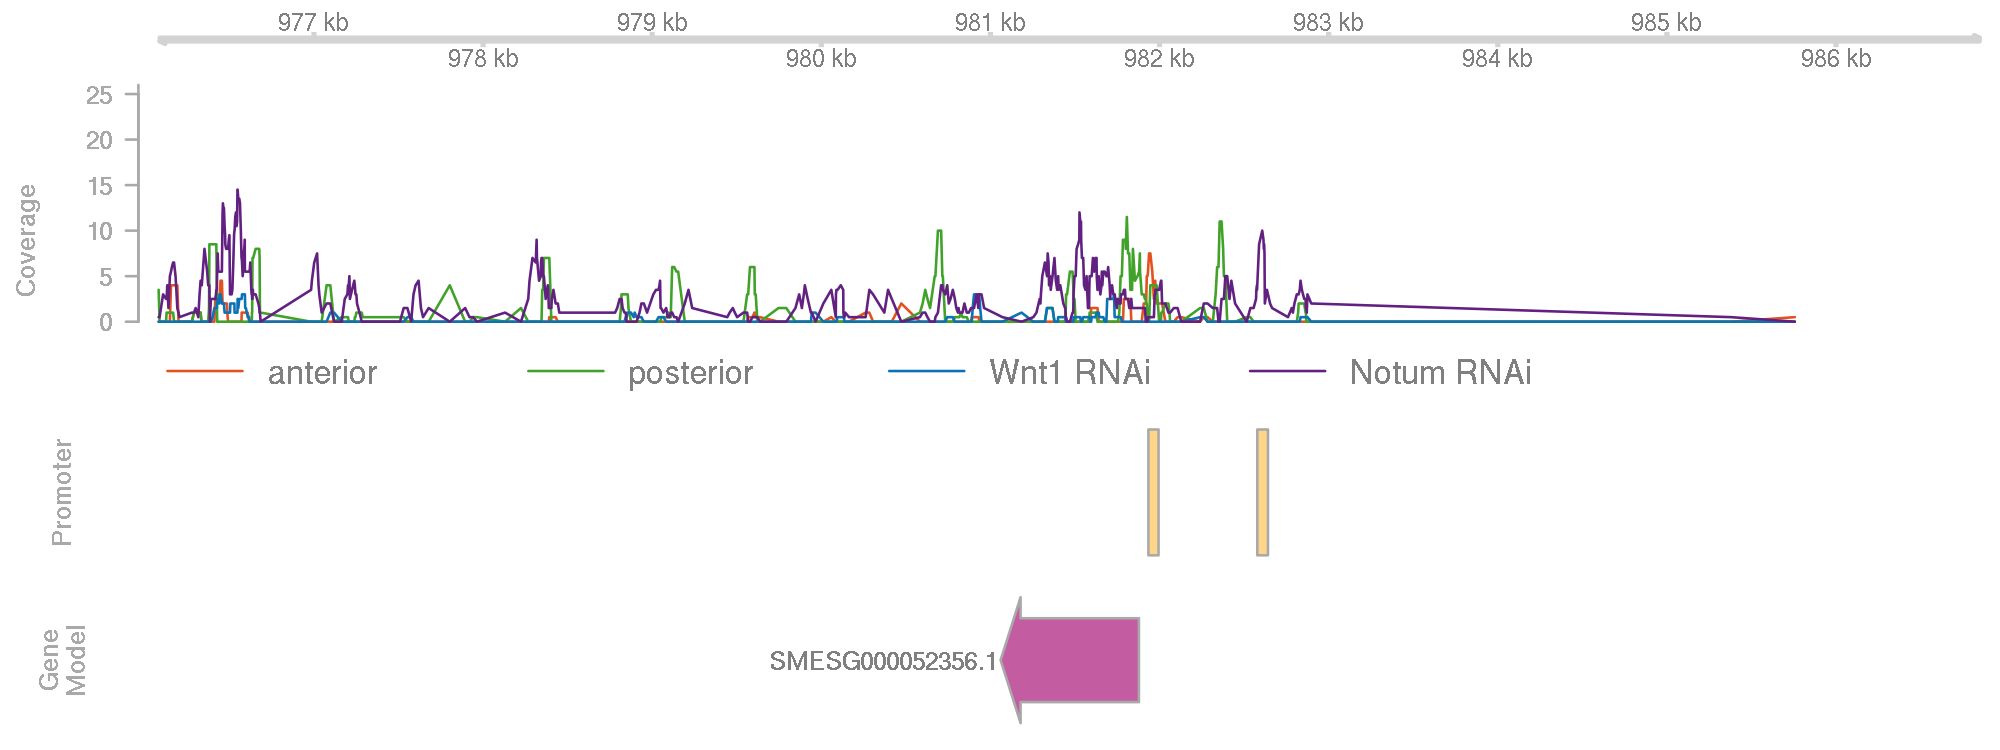 977 kb 979 kb 981 kb 983 kb 985 kb
978 kb 980 kb 982 kb 984 kb 986 kb
Coverage
25
20
15
10
5
0
anterior posterior Wnt1 RNAi Notum RNAi
Promoter
Gene
Model
SMESG000052356.1